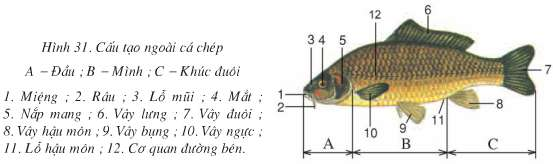 Hình 31. Cấu tạo ngoài cá chép
A – Đầu ; B – Mình ; C – Khúc đuôi
1. Miệng ; 2. Râu ; 3. Lỗ mũi ; 4. Mắt ;
5. Nắp mang ; 6. Vây lưng ; 7. Vây đuôi ;
8. Vây hậu môn ; 9. Vây bụng ; 10. Vây ngực ;
11. Lỗ hậu môn ; 12. Cơ quan đường bên.
6
12
5
4
3
1
2
7
8
11
9
10
A
B
C